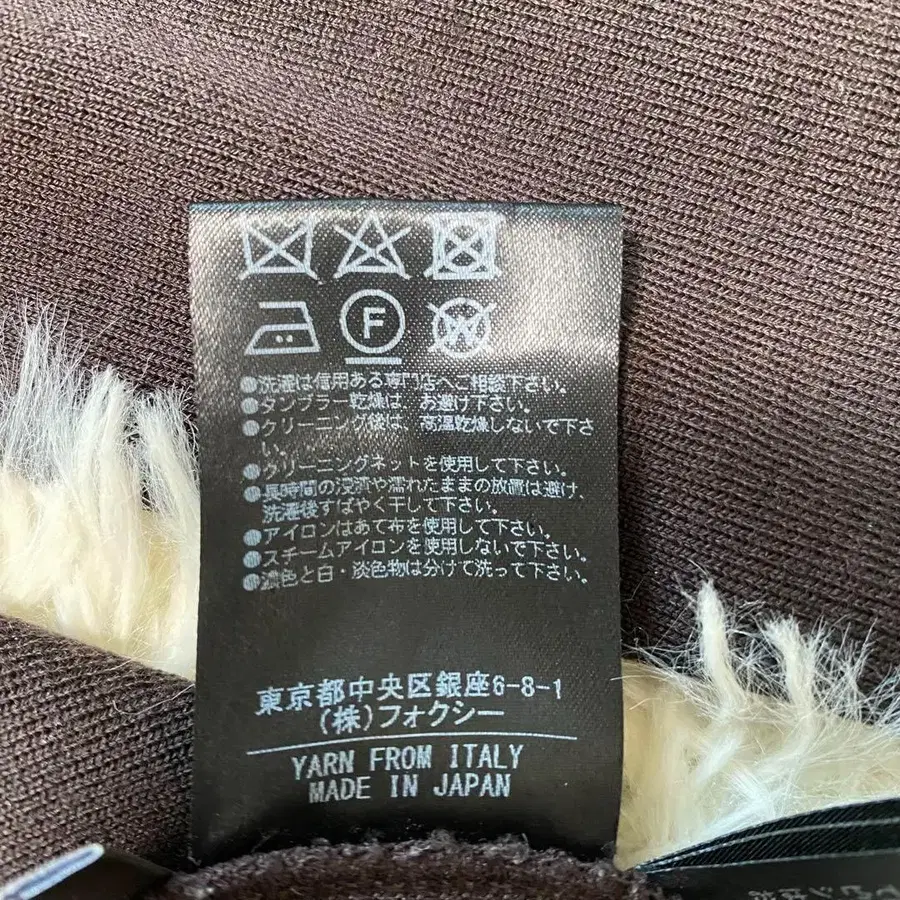 F
W
●洗濯は信用ある専門店へご相談下さい。
●タンブラー乾燥は、お避け下さい。
●クリーニング後は、高温乾燥しないで下さ
い。
●クリーニングネットを使用して下さい。
●長時間の浸漬や濡れたままの放置は避け、
洗濯後すばやく干して下さい。
●アイロンはあて布を使用して下さい。
●スチームアイロンを使用しないで下さい。
●濃色と白・淡色物は分けて洗って下さい。
東京都中央区銀座6-8-1
(株)フォクシー
YARN FROM ITALY
MADE IN JAPAN